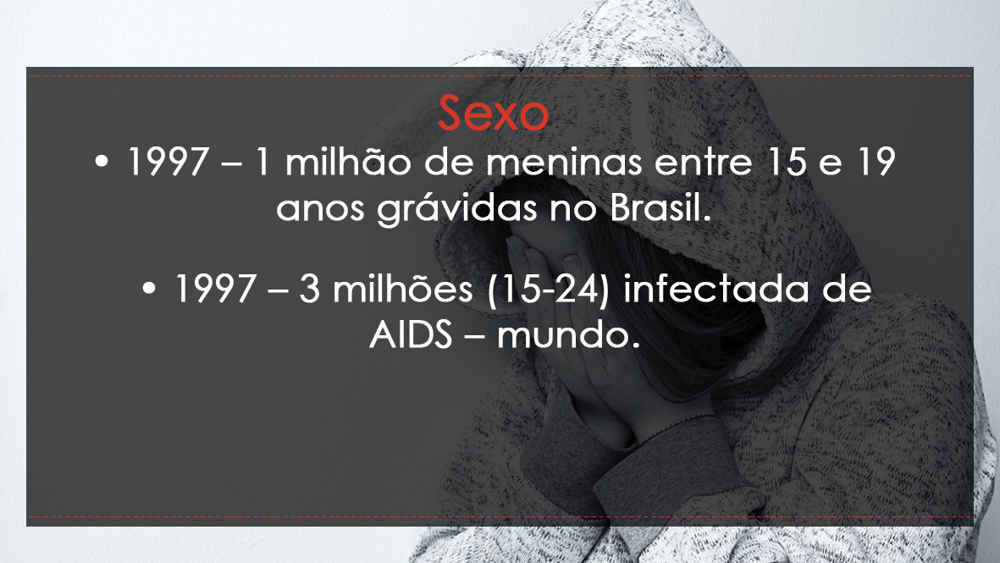 Sexo
• 1997 – 1 milhão de meninas entre 15 e 19
anos grávidas no Brasil.
• 1997 – 3 milhões (15-24) infectada de
AIDS – mundo.